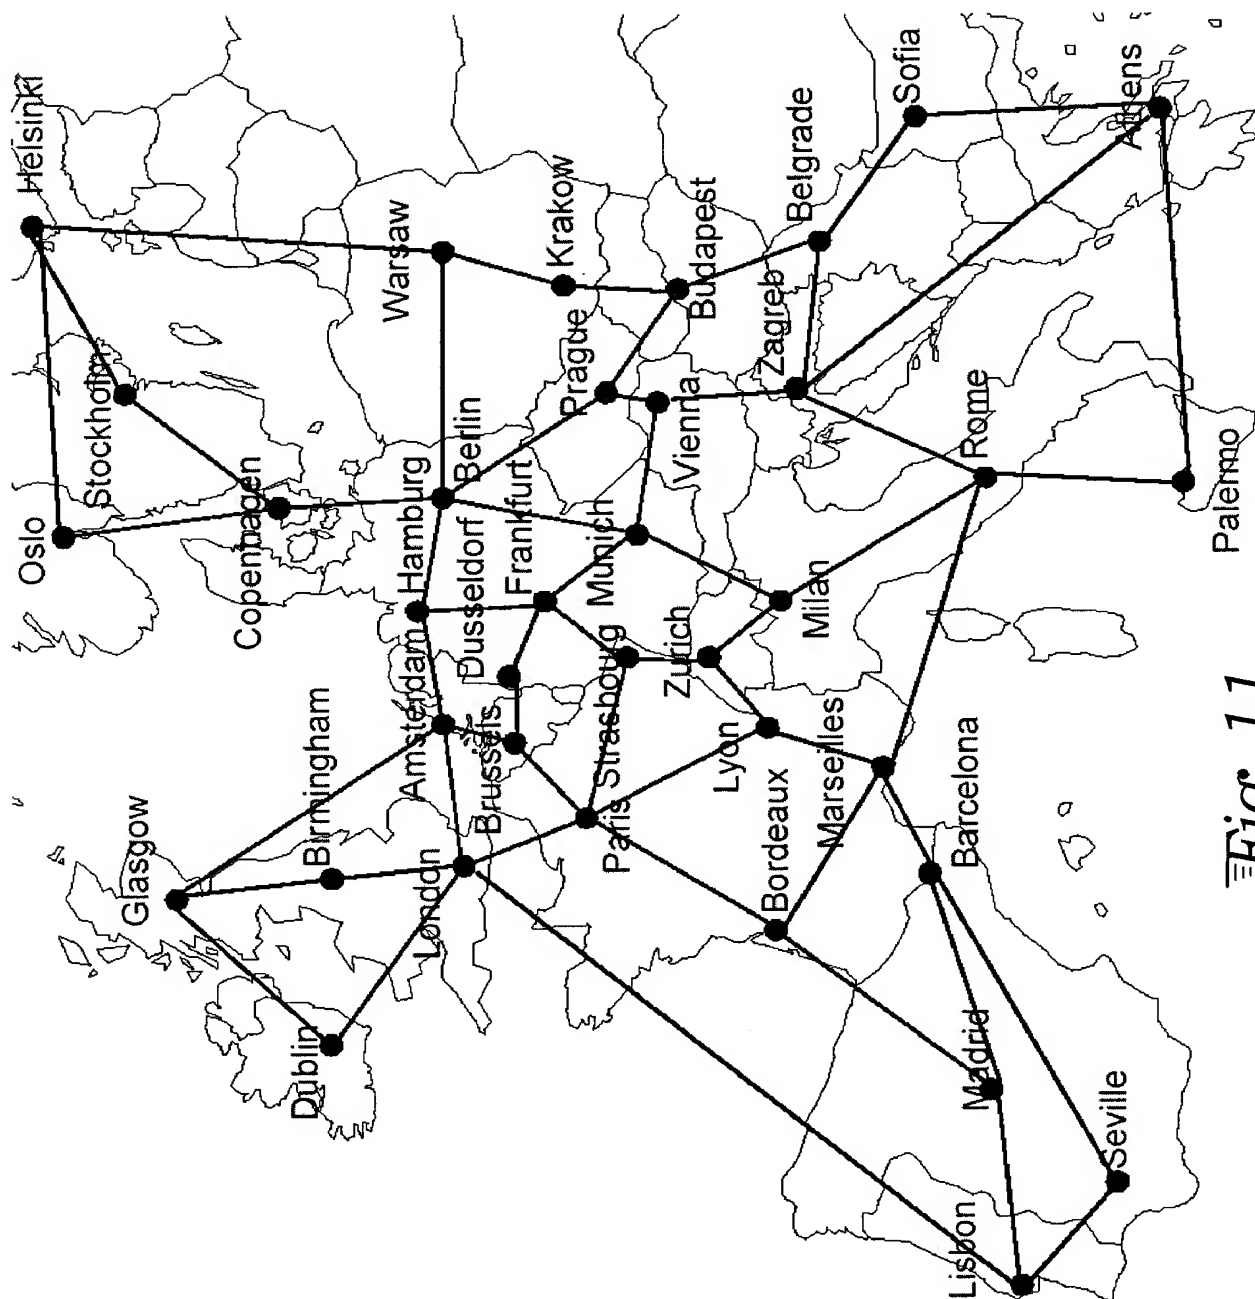 Helsinki
Oslo
Stockholm
Copenhagen
Warsaw
Krakow
Hamburg
Berlin
Glasgow
Birmingham
Dublin
London
Amsterdam
Dusseldorf
Frankfurt
Brussels
Prague
Budapest
Munich
Vienna
Paris
Strasbourg
Zurich
Zagreb
Belgrade
Sofia
Lyon
Milan
Bordeaux
Marseilles
Rome
Barcelona
Madrid
Athens
Palermo
Seville
Lisbon
Fig. 11